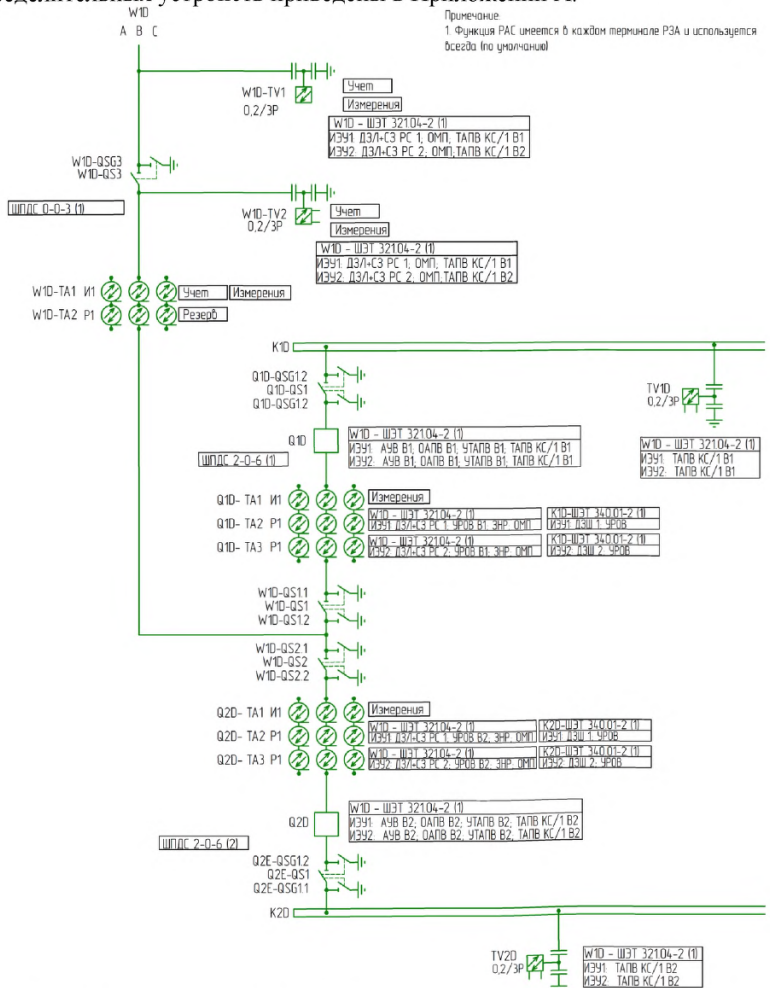 W1D
A B C
Примечание
1. Функция РАС имеется в каждом терминале РЗА и используется
всегда (по умолчанию)
W1D-TV1
0,2/3Р
Учет
Измерения
W1D - ШЭТ 321.04-2 (1)
ИЭУ1: ДЗЛ+СЗ РС 1; ОМП; ТАПВ КС/1 В1
ИЭУ2: ДЗЛ+СЗ РС 2; ОМП;ТАПВ КС/1 В2
W1D-QSG3
W1D-QS3
ШПДС 0-0-3 (1)
W1D-TV2
0,2/3Р
Учет
Измерения
W1D - ШЭТ 321.04-2 (1)
ИЭУ1: ДЗЛ+СЗ РС 1, ОМП, ТАПВ КС/1 В1
ИЭУ2: ДЗЛ+СЗ РС 2, ОМП,ТАПВ КС/1 В2
W1D-TA1 И1
Учет
Измерения
W1D-TA2 Р1
Резерв
K1D
Q1D-QSG1.2
Q1D-QS1
Q1D-QSG1.2
TV1D
0,2/3Р
Q1D
W1D - ШЭТ 321.04-2 (1)
ИЭУ1: АУВ В1; ОАПВ В1; УТАПВ В1; ТАПВ КС/1 В1
ИЭУ2: АУВ В1; ОАПВ В1; УТАПВ В1; ТАПВ КС/1 В1
W1D - ШЭТ 321.04-2 (1)
ИЭУ1: ТАПВ КС/1 В1
ИЭУ2: ТАПВ КС/1 В1
ШПДС 2-0-6 (1)
Q1D- TA1 И1
Измерения
Q1D- TA2 Р1
W1D - ШЭТ 321.04-2 (1)
ИЭУ1: ДЗЛ+СЗ РС 1; УРОВ В1; ЗНР; ОМП
K1D-ШЭТ 340.01-2 (1)
ИЭУ1: ДЗШ 1; УРОВ
Q1D- TA3 Р1
W1D - ШЭТ 321.04-2 (1)
ИЭУ2: ДЗЛ+СЗ РС 2; УРОВ В1; ЗНР; ОМП
K1D-ШЭТ 340.01-2 (1)
ИЭУ2: ДЗШ 2; УРОВ
W1D-QS1.1
W1D-QS1
W1D-QS1.2
W1D-QS2.1
W1D-QS2
W1D-QS2.2
Q2D- TA1 И1
Измерения
Q2D- TA2 Р1
W1D - ШЭТ 321.04-2 (1)
ИЭУ1: ДЗЛ+СЗ РС 1; УРОВ В2; ЗНР; ОМП
K2D-ШЭТ 340.01-2 (1)
ИЭУ1: ДЗШ 1; УРОВ
Q2D- TA3 Р1
W1D - ШЭТ 321.04-2 (1)
ИЭУ2: ДЗЛ+СЗ РС 2; УРОВ В2; ЗНР; ОМП
K2D-ШЭТ 340.01-2 (1)
ИЭУ2: ДЗШ 2; УРОВ
Q2D
W1D - ШЭТ 321.04-2 (1)
ИЭУ1: АУВ В2; ОАПВ В2; УТАПВ В2; ТАПВ КС/1 В2
ИЭУ2: АУВ В2; ОАПВ В2; УТАПВ В2; ТАПВ КС/1 В2
ШПДС 2-0-6 (2)
Q2E-QSG1.2
Q2E-QS1
Q2E-QSG1.1
K2D
TV2D
0,2/3Р
W1D - ШЭТ 321.04-2 (1)
ИЭУ1: ТАПВ КС/1 В2
ИЭУ2: ТАПВ КС/1 В2